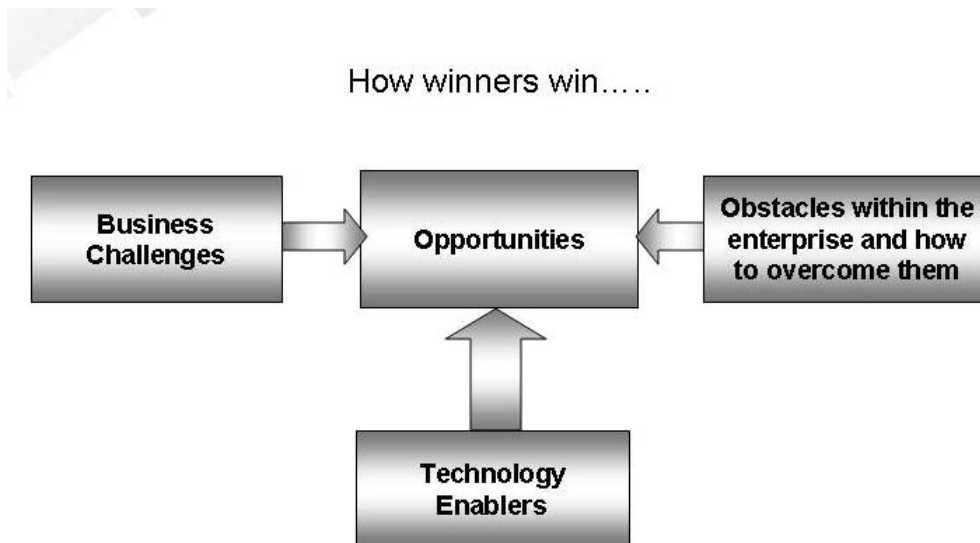 How winners win.....
Business
Challenges
Opportunities
Obstacles within the
enterprise and how
to overcome them
Technology
Enablers